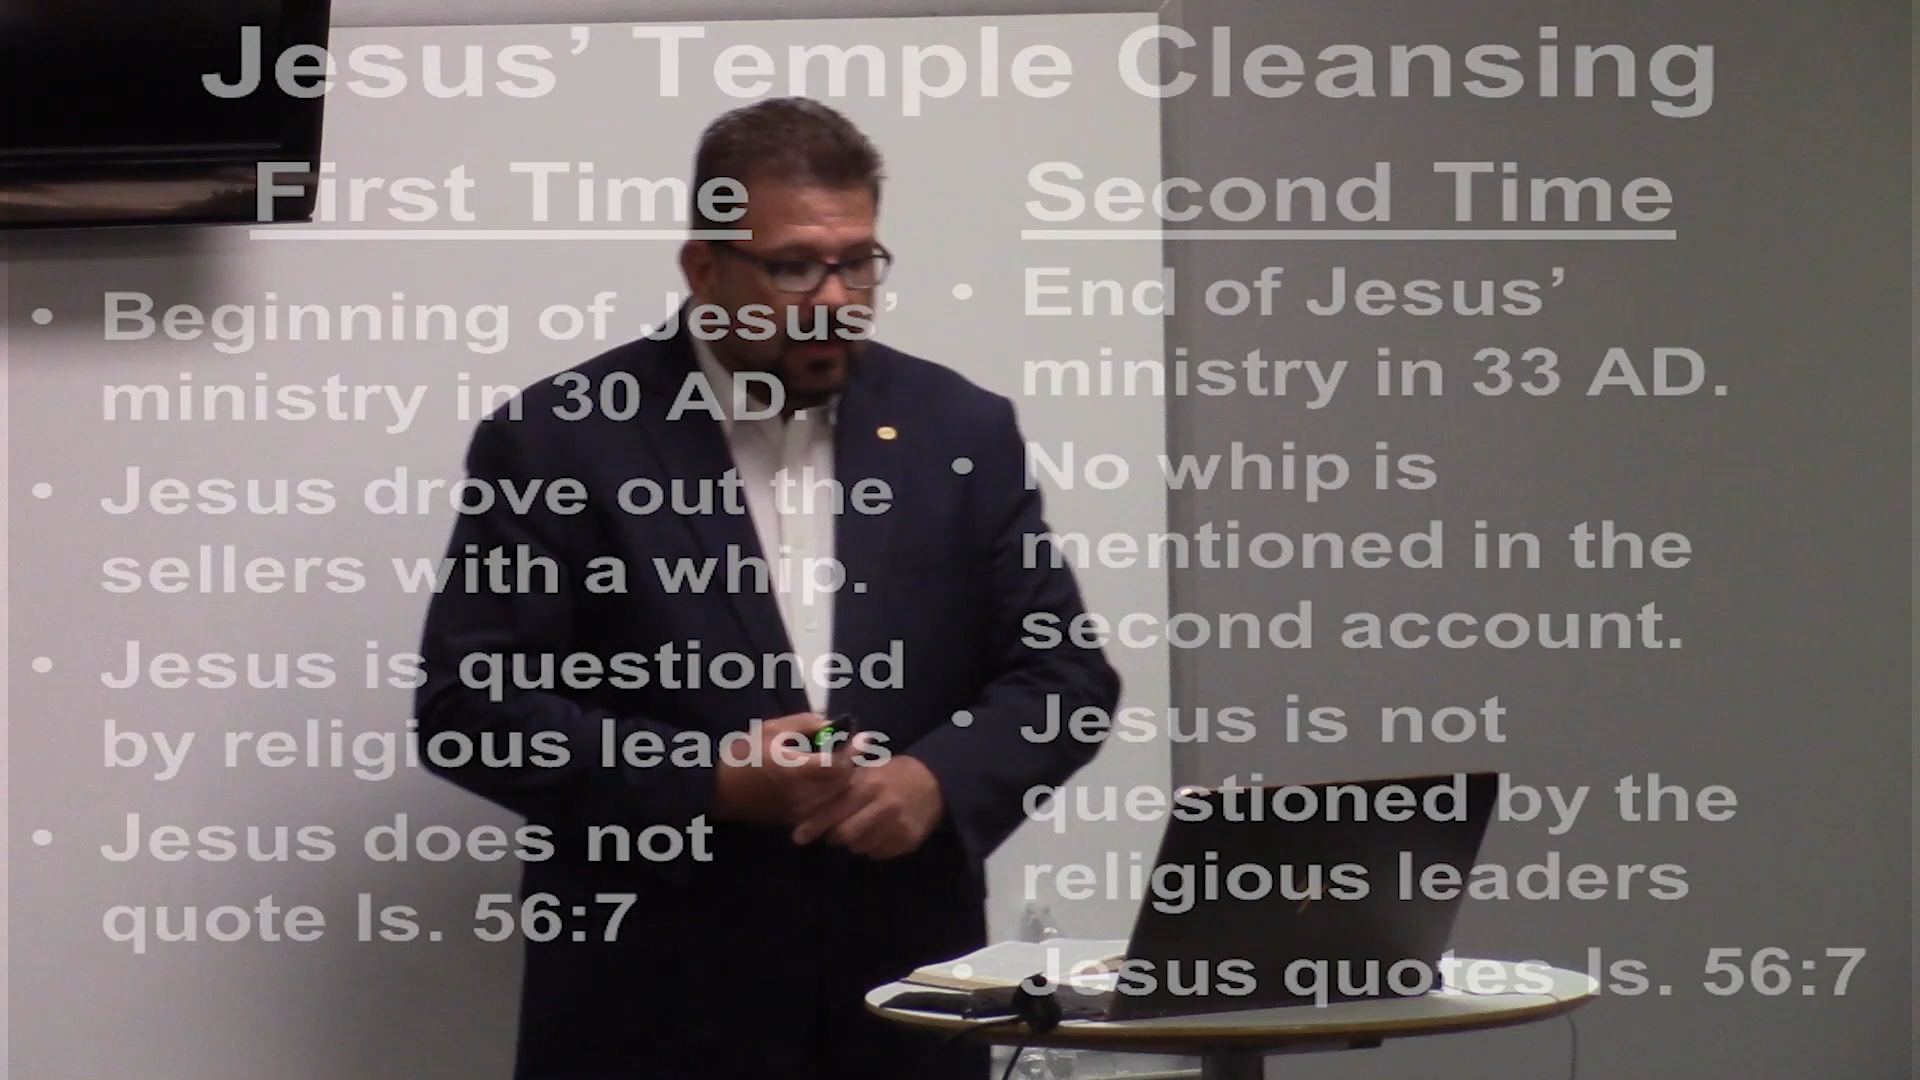 Jesus’ Temple Cleansing
First Time
• Beginning of Jesus’
ministry in 30 AD.
• Jesus drove out the
sellers with a whip.
• Jesus is questioned
by religious leaders
• Jesus does not
quote Is. 56:7
Second Time
• End of Jesus’
ministry in 33 AD.
• No whip is
mentioned in the
second account.
• Jesus is not
questioned by the
religious leaders
• Jesus quotes Is. 56:7